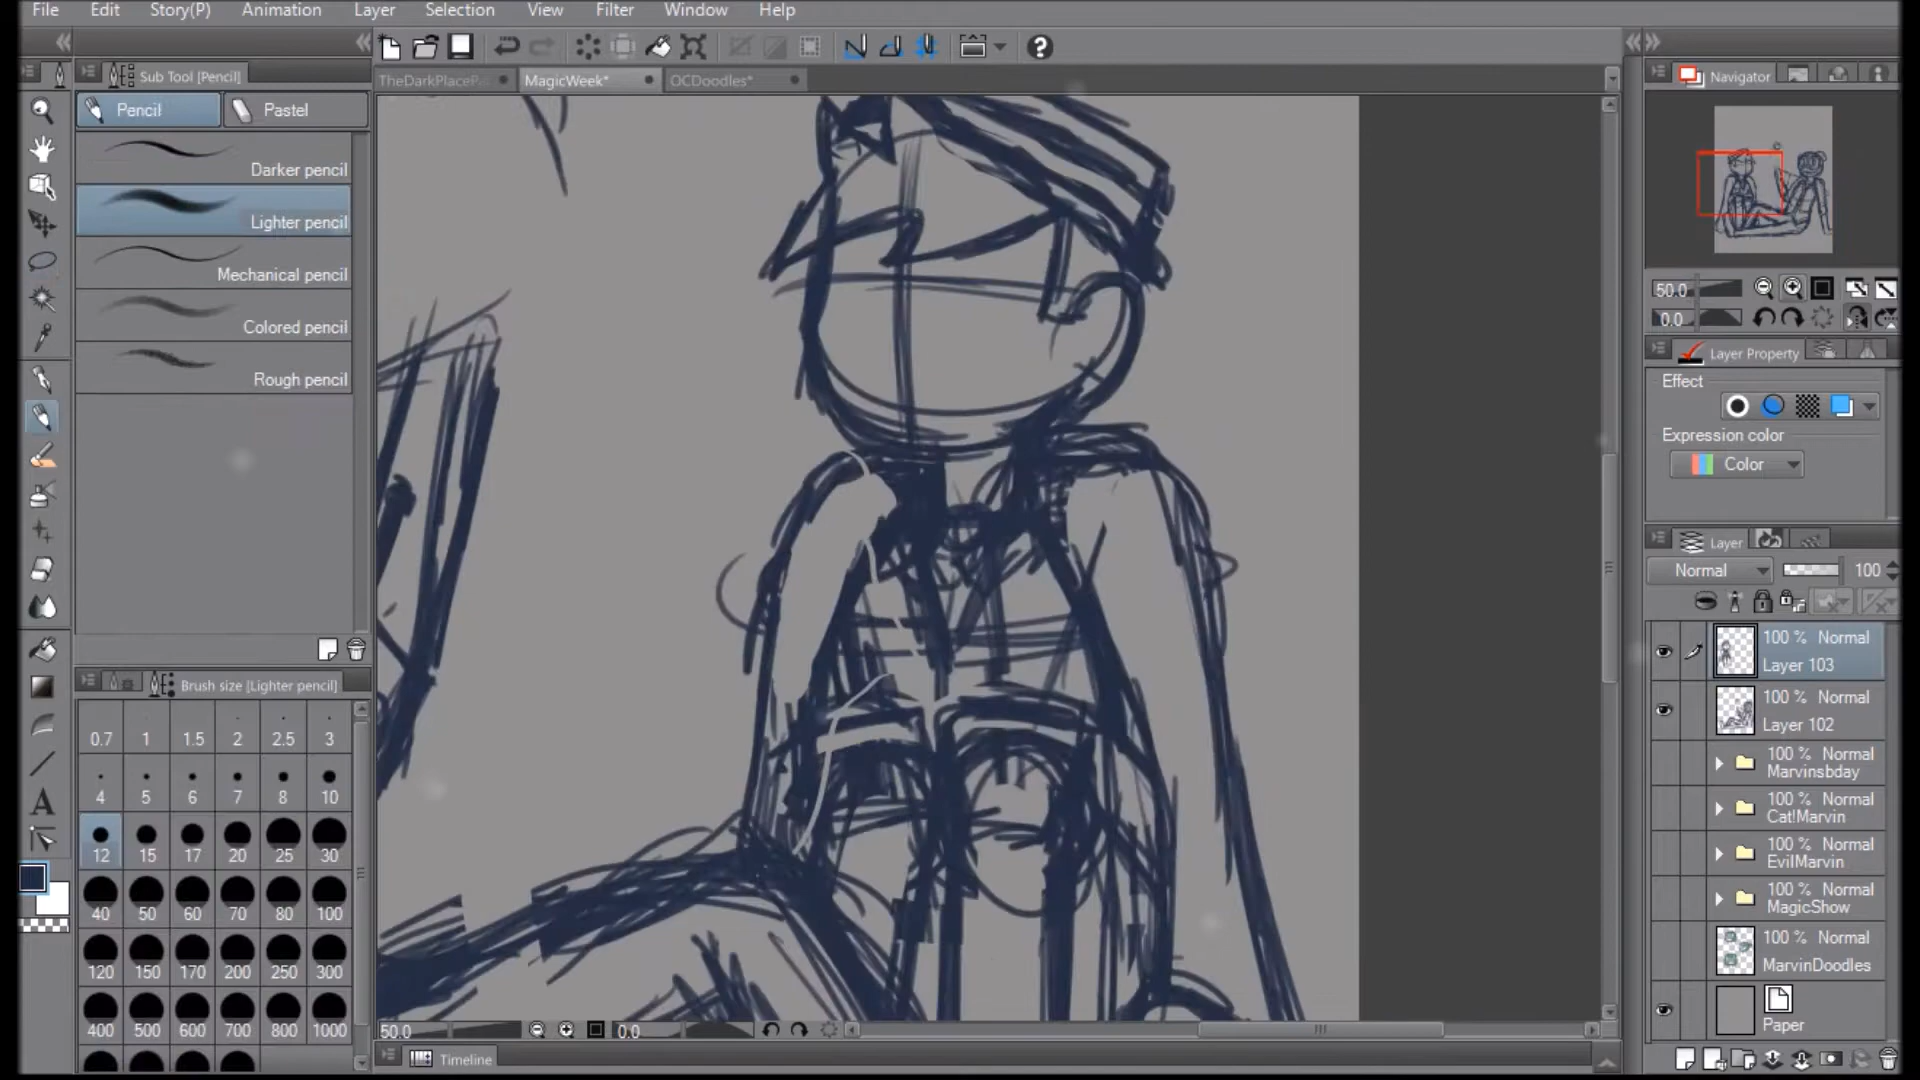 File Edit Story(P) Animation Layer Selection View Filter Window Help
Sub Tool [Pencil]
TheDarkPlaceP MagicWeek* OCDoodles*
Pencil Pastel
Darker pencil
Lighter pencil
Mechanical pencil
Colored pencil
Rough pencil
Brush size [Lighter pencil]
0.7 1 1.5 2 2.5 3
4 5 6 7 8 10
12 15 17 20 25 30
40 50 60 70 80 100
120 150 170 200 250 300
400 500 600 700 800 1000
50.0 0.0
Timeline
Navigator
50.0
0.0
Layer Property
Effect
Expression color
Color
Layer
Normal 100
100 % Normal
Layer 103
100 % Normal
Layer 102
100 % Normal
Marvinsbday
100 % Normal
Cat!Marvin
100 % Normal
EvilMarvin
100 % Normal
MagicShow
100 % Normal
MarvinDoodles
Paper